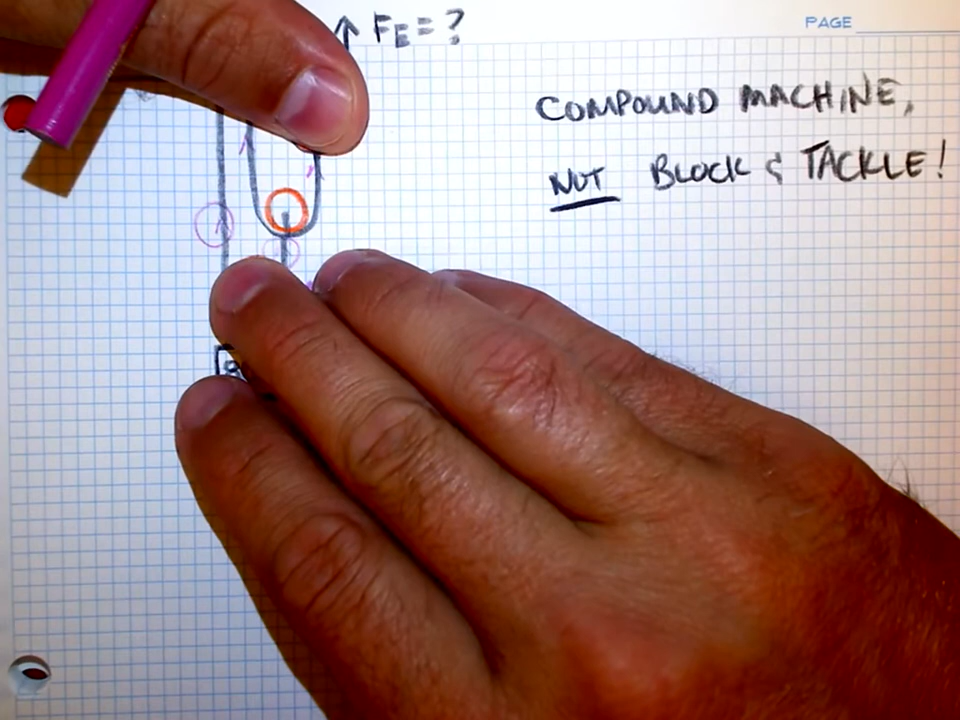 ↑ FE = ?
PAGE
COMPOUND MACHINE,
NOT BLOCK & TACKLE!